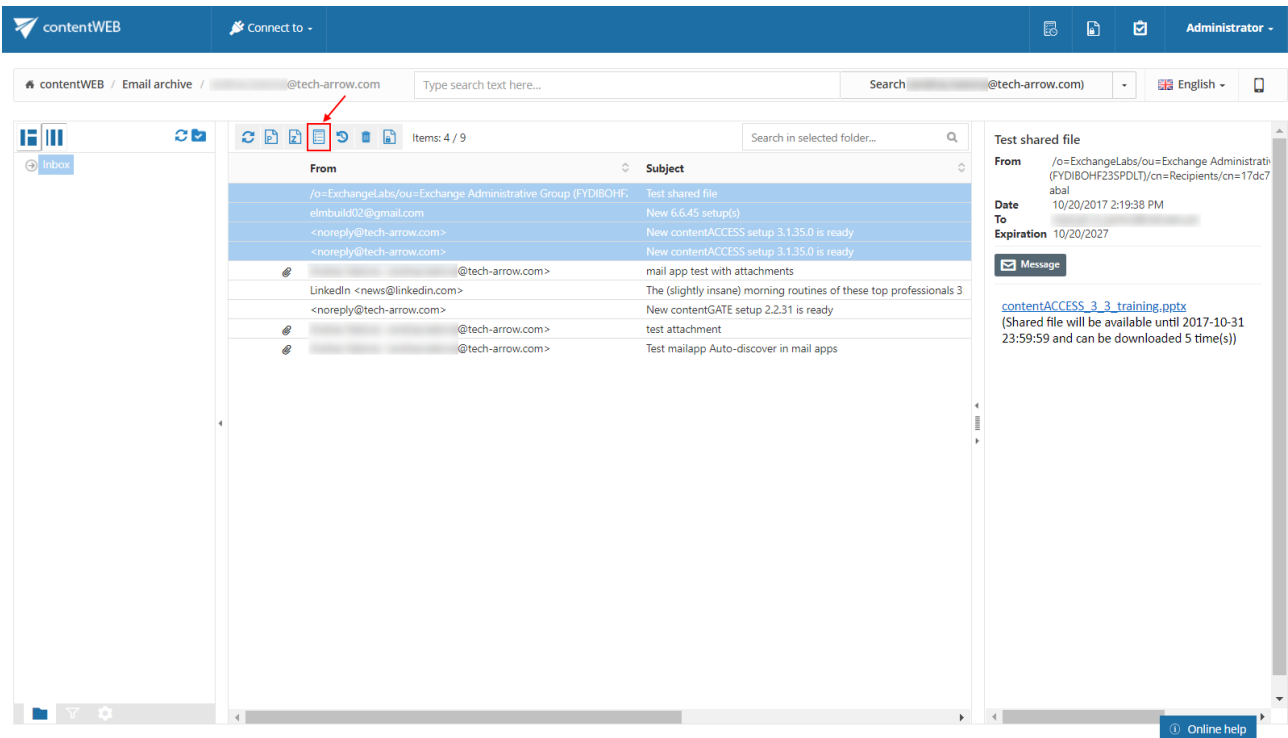 contentWEB
Connect to
Administrator
contentWEB / Email archive / @tech-arrow.com
Type search text here...
Search @tech-arrow.com)
English
Items: 4 / 9
Search in selected folder...
Inbox
From Subject
/o=ExchangeLabs/ou=Exchange Administrative Group (FYDIBOHF. Test shared file
elmbuild02@gmail.com New 6.6.45 setup(s)
<noreply@tech-arrow.com> New contentACCESS setup 3.1.35.0 is ready
<noreply@tech-arrow.com> New contentACCESS setup 3.1.35.0 is ready
@tech-arrow.com> mail app test with attachments
LinkedIn <news@linkedin.com> The (slightly insane) morning routines of these top professionals 3
<noreply@tech-arrow.com> New contentGATE setup 2.2.31 is ready
@tech-arrow.com> test attachment
@tech-arrow.com> Test mailapp Auto-discover in mail apps
Test shared file
From /o=ExchangeLabs/ou=Exchange Administrativ
(FYDIBOHF23SPDLT)/cn=Recipients/cn=17dc7
abal
Date 10/20/2017 2:19:38 PM
To
Expiration 10/20/2027
Message
contentACCESS_3_3_training.pptx
(Shared file will be available until 2017-10-31
23:59:59 and can be downloaded 5 time(s))
Online help